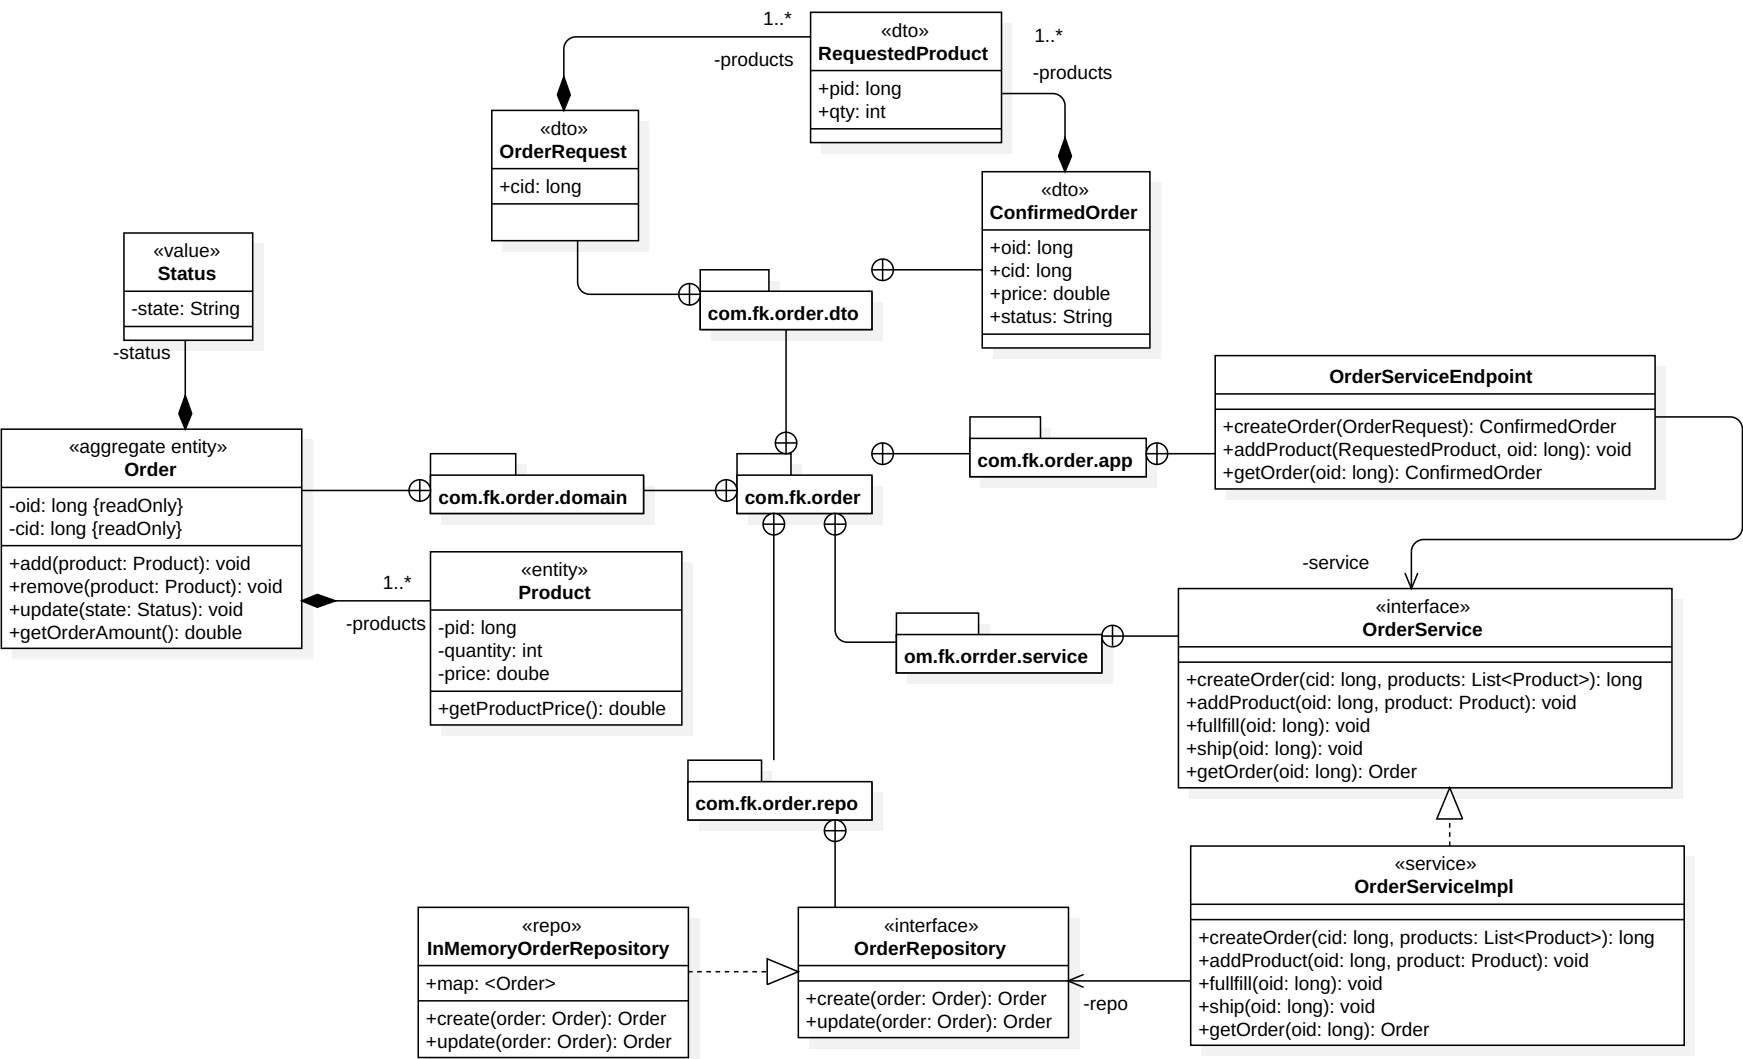 1..*
-products
«dto»
RequestedProduct
+pid: long
+qty: int
1..*
-products
«dto»
OrderRequest
+cid: long
«dto»
ConfirmedOrder
+oid: long
+cid: long
+price: double
+status: String
«value»
Status
-state: String
-status
com.fk.order.dto
OrderServiceEndpoint
+createOrder(OrderRequest): ConfirmedOrder
+addProduct(RequestedProduct, oid: long): void
+getOrder(oid: long): ConfirmedOrder
«aggregate entity»
Order
-oid: long {readOnly}
-cid: long {readOnly}
+add(product: Product): void
+remove(product: Product): void
+update(state: Status): void
+getOrderAmount(): double
com.fk.order.domain
com.fk.order
com.fk.order.app
1..*
-products
«entity»
Product
-pid: long
-quantity: int
-price: doube
+getProductPrice(): double
-service
om.fk.orrder.service
«interface»
OrderService
+createOrder(cid: long, products: List<Product>): long
+addProduct(oid: long, product: Product): void
+fullfill(oid: long): void
+ship(oid: long): void
+getOrder(oid: long): Order
com.fk.order.repo
«repo»
InMemoryOrderRepository
+map: <Order>
+create(order: Order): Order
+update(order: Order): Order
«interface»
OrderRepository
+create(order: Order): Order
+update(order: Order): Order
-repo
«service»
OrderServiceImpl
+createOrder(cid: long, products: List<Product>): long
+addProduct(oid: long, product: Product): void
+fullfill(oid: long): void
+ship(oid: long): void
+getOrder(oid: long): Order